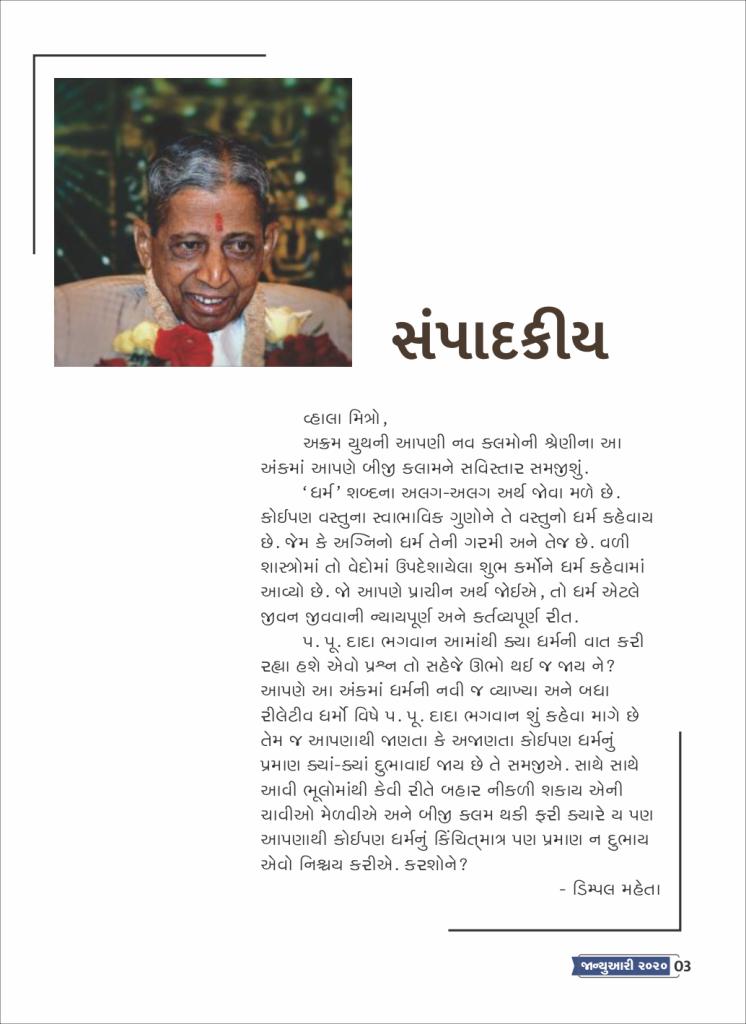 સંપાદકીય
વ્હાલા મિત્રો,
અક્રમ યુથની આપણી નવ કલમોની શ્રેણીના આ
અંકમાં આપણે બીજી કલામને સવિસ્તાર સમજીશું.
‘ધર્મ’ શબ્દના અલગ-અલગ અર્થ જોવા મળે છે.
કોઈપણ વસ્તુના સ્વાભાવિક ગુણોને તે વસ્તુનો ધર્મ કહેવાય
છે. જેમ કે અગ્નિનો ધર્મ તેની ગરમી અને તેજ છે. વળી
શાસ્ત્રોમાં તો વેદોમાં ઉપદેશાયેલા શુભ કર્મોને ધર્મ કહેવામાં
આવ્યો છે. જો આપણે પ્રાચીન અર્થ જોઈએ, તો ધર્મ એટલે
જીવન જીવવાની ન્યાયપૂર્ણ અને કર્તવ્યપૂર્ણ રીત.
પ. પૂ. દાદા ભગવાન આમાંથી ક્યા ધર્મની વાત કરી
રહ્યા હશે એવો પ્રશ્ન તો સહેજે ઊભો થઈ જ જાય ને?
આપણે આ અંકમાં ધર્મની નવી જ વ્યાખ્યા અને બધા
રીલેટીવ ધર્મો વિષે પ. પૂ. દાદા ભગવાન શું કહેવા માગે છે
તેમ જ આપણાથી જાણતા કે અજાણતા કોઈપણ ધર્મનું
પ્રમાણ ક્યાં-ક્યાં દુભાવાઈ જાય છે તે સમજીએ. સાથે સાથે
આવી ભૂલોમાંથી કેવી રીતે બહાર નીકળી શકાય એની
ચાવીઓ મેળવીએ અને બીજી કલમ થકી ફરી ક્યારે ય પણ
આપણાથી કોઈપણ ધર્મનું કિંચિત્‌માત્ર પણ પ્રમાણ ન દુભાય
એવો નિશ્ચય કરીએ. કરશોને?
- ડિમ્પલ મહેતા
જાન્યુઆરી ૨૦૨૦ 03